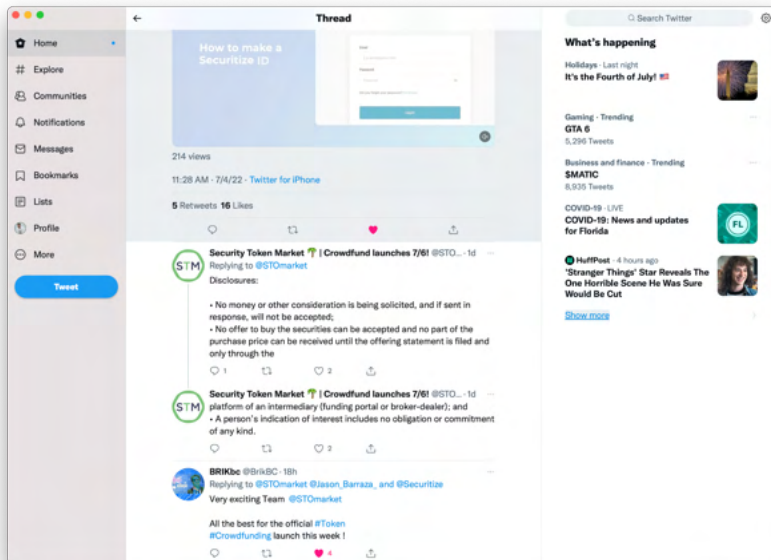 Home
Explore
Communities
Notifications
Messages
Bookmarks
Lists
Profile
More
Tweet
Thread
How to make a
Securitize ID
214 views
11:28 AM · 7/4/22 · Twitter for iPhone
5 Retweets 16 Likes
STM
Security Token Market 🌴 | Crowdfund launches 7/6! @STO... · 1d
Replying to @STOmarket
Disclosures:
• No money or other consideration is being solicited, and if sent in
response, will not be accepted;
• No offer to buy the securities can be accepted and no part of the
purchase price can be received until the offering statement is filed and
only through the
1
2
STM
Security Token Market 🌴 | Crowdfund launches 7/6! @STO... · 1d
platform of an intermediary (funding portal or broker-dealer); and
• A person's indication of interest includes no obligation or commitment
of any kind.
2
BRIKbc @BrikBC · 18h
Replying to @STOmarket @Jason_Barraza_ and @Securitize
Very exciting Team @STOmarket
All the best for the official #Token
#Crowdfunding launch this week !
4
Search Twitter
What's happening
Holidays · Last night
It's the Fourth of July! 🇺🇸
Gaming · Trending
GTA 6
5,296 Tweets
Business and finance · Trending
$MATIC
8,935 Tweets
COVID-19 · LIVE
COVID-19: News and updates
for Florida
FL
HuffPost · 4 hours ago
'Stranger Things' Star Reveals The
One Horrible Scene He Was Sure
Would Be Cut
Show more